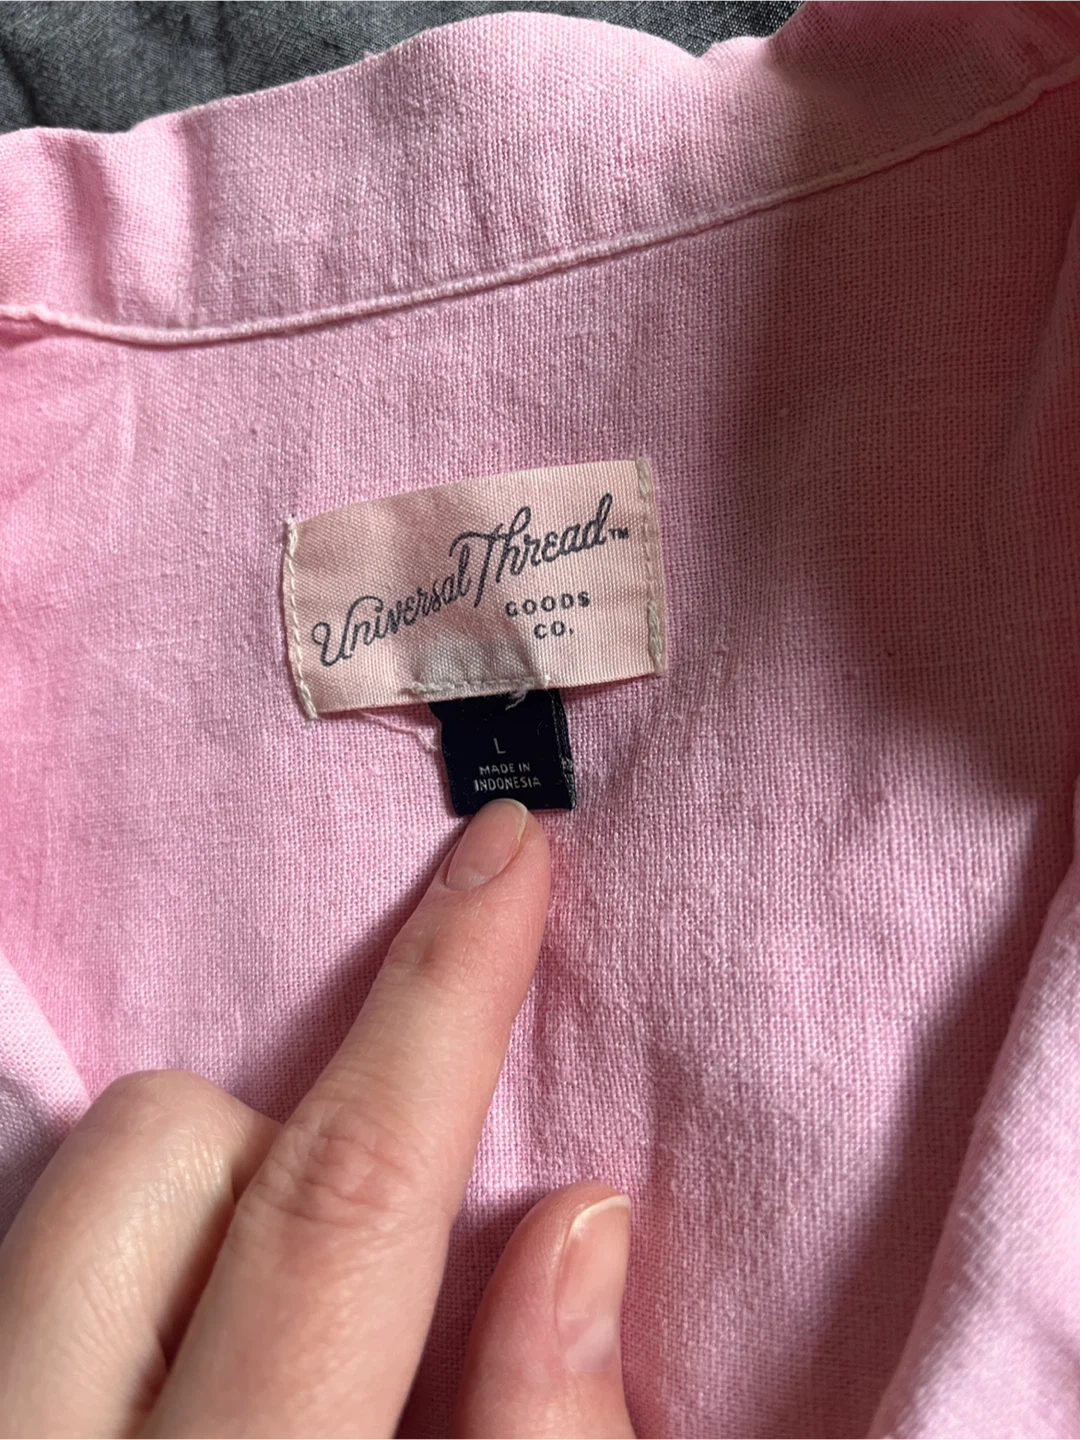 Universal Thread™
GOODS
CO.
L
MADE IN
INDONESIA